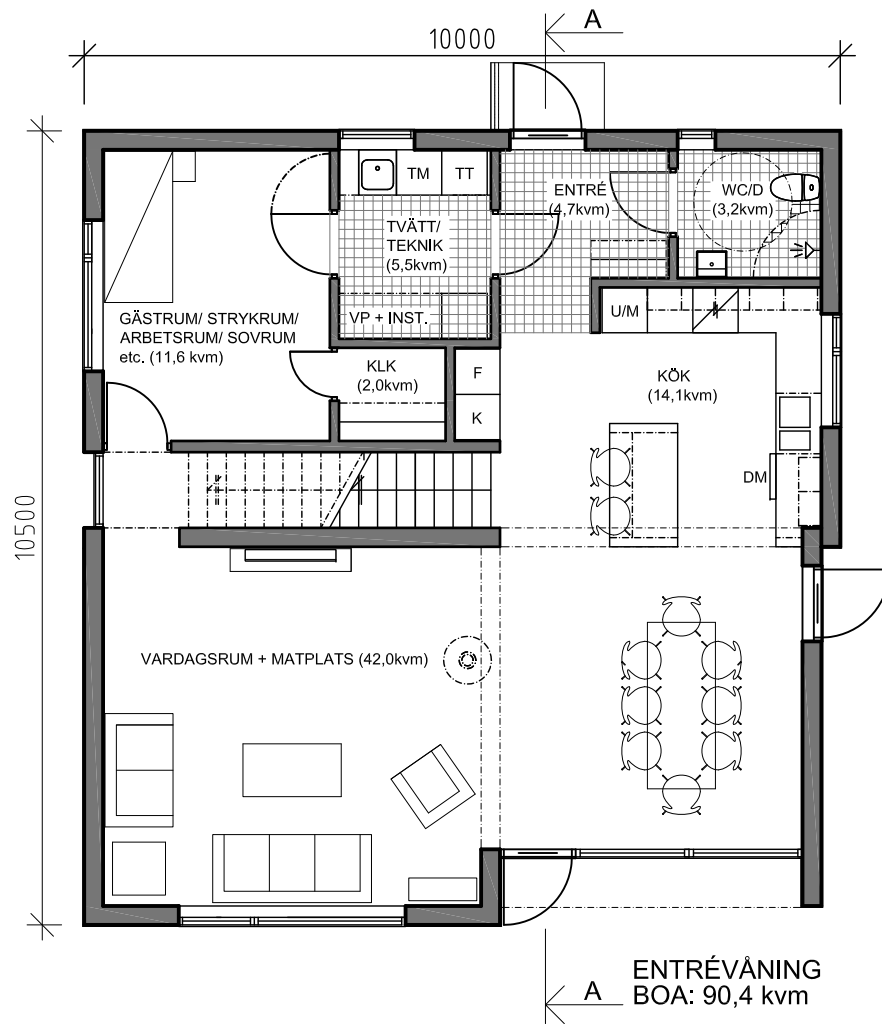 A
10000
TM
TT
ENTRÉ
(4,7kvm)
WC/D
(3,2kvm)
TVÄTT/
TEKNIK
(5,5kvm)
VP + INST.
U/M
GÄSTRUM/ STRYKRUM/
ARBETSRUM/ SOVRUM
etc. (11,6 kvm)
KLK
(2,0kvm)
F
K
KÖK
(14,1kvm)
DM
10500
VARDAGSRUM + MATPLATS (42,0kvm)
A
ENTRÉVÅNING
BOA: 90,4 kvm